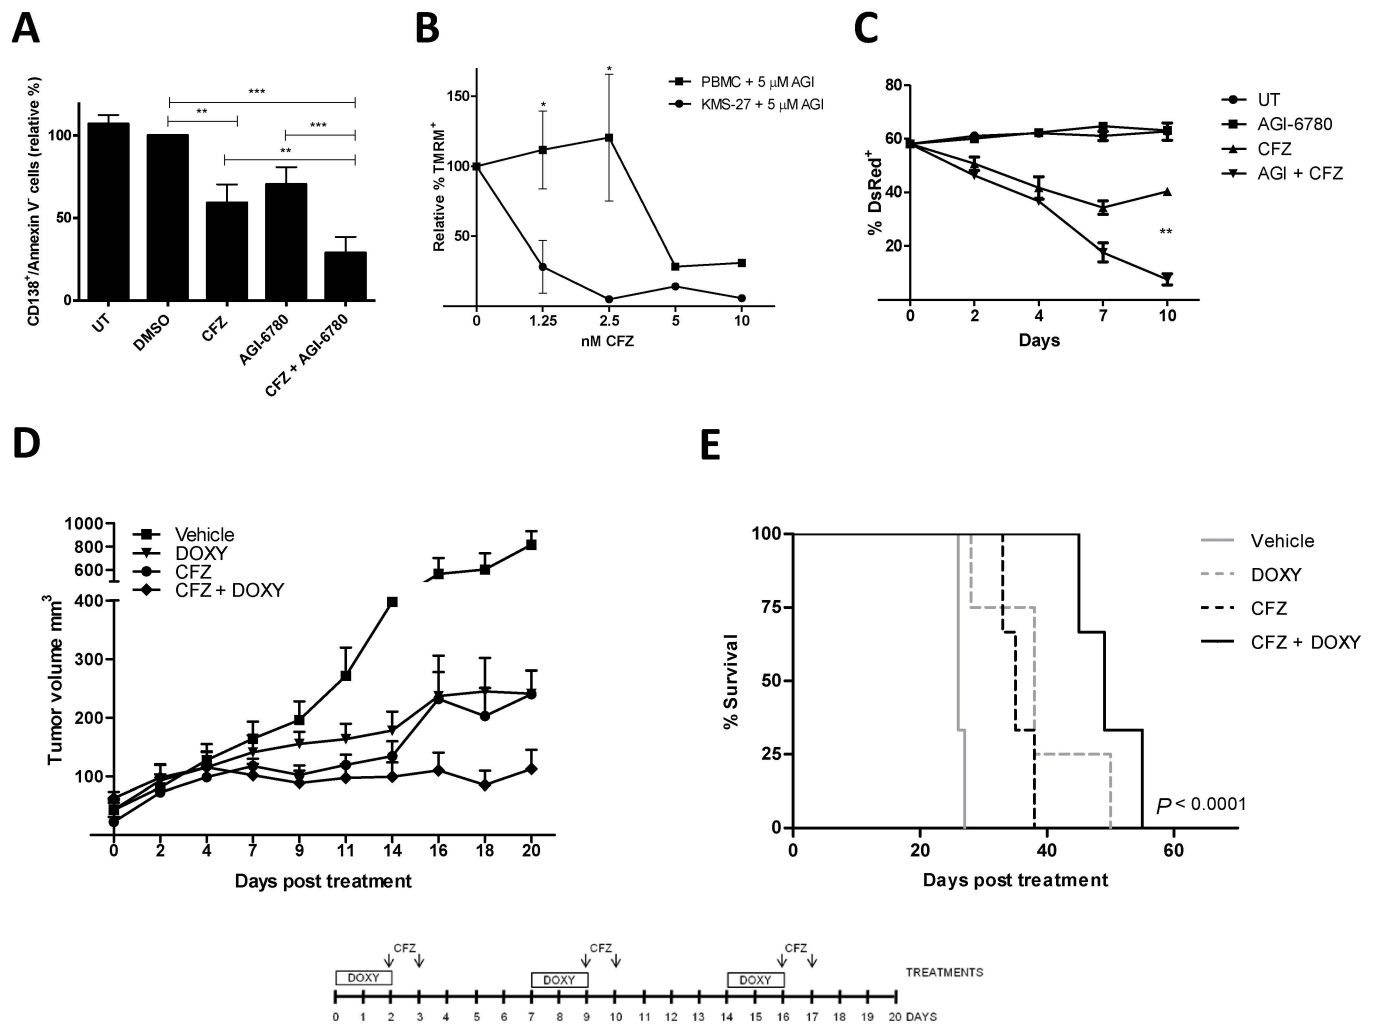 A
CD138+/Annexin V- cells (relative %)
100
50
0
***
**
***
**
UT
DMSO
CFZ
AGI-6780
CFZ + AGI-6780
B
Relative % TMRM+
150
100
50
*
*
PBMC + 5 µM AGI
KMS-27 + 5 µM AGI
0 1.25 2.5 5 10
nM CFZ
C
% DsRed+
80
60
40
20
**
UT
AGI-6780
CFZ
AGI + CFZ
0 2 4 7 10
Days
D
Tumor volume mm3
1000
800
600
400
300
200
100
Vehicle
DOXY
CFZ
CFZ + DOXY
0 2 4 7 9 11 14 16 18 20
Days post treatment
E
% Survival
100
75
50
25
0
Vehicle
DOXY
CFZ
CFZ + DOXY
P < 0.0001
0 20 40 60
Days post treatment
CFZ CFZ CFZ
DOXY DOXY DOXY TREATMENTS
0 1 2 3 4 5 6 7 8 9 10 11 12 13 14 15 16 17 18 19 20 DAYS